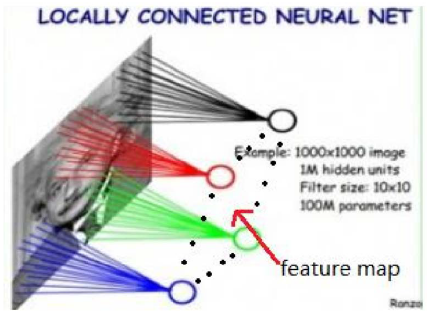 LOCALLY CONNECTED NEURAL NET
Example: 1000x1000 image
1M hidden units
Filter size: 10x10
100M parameters
feature map
Ranzo